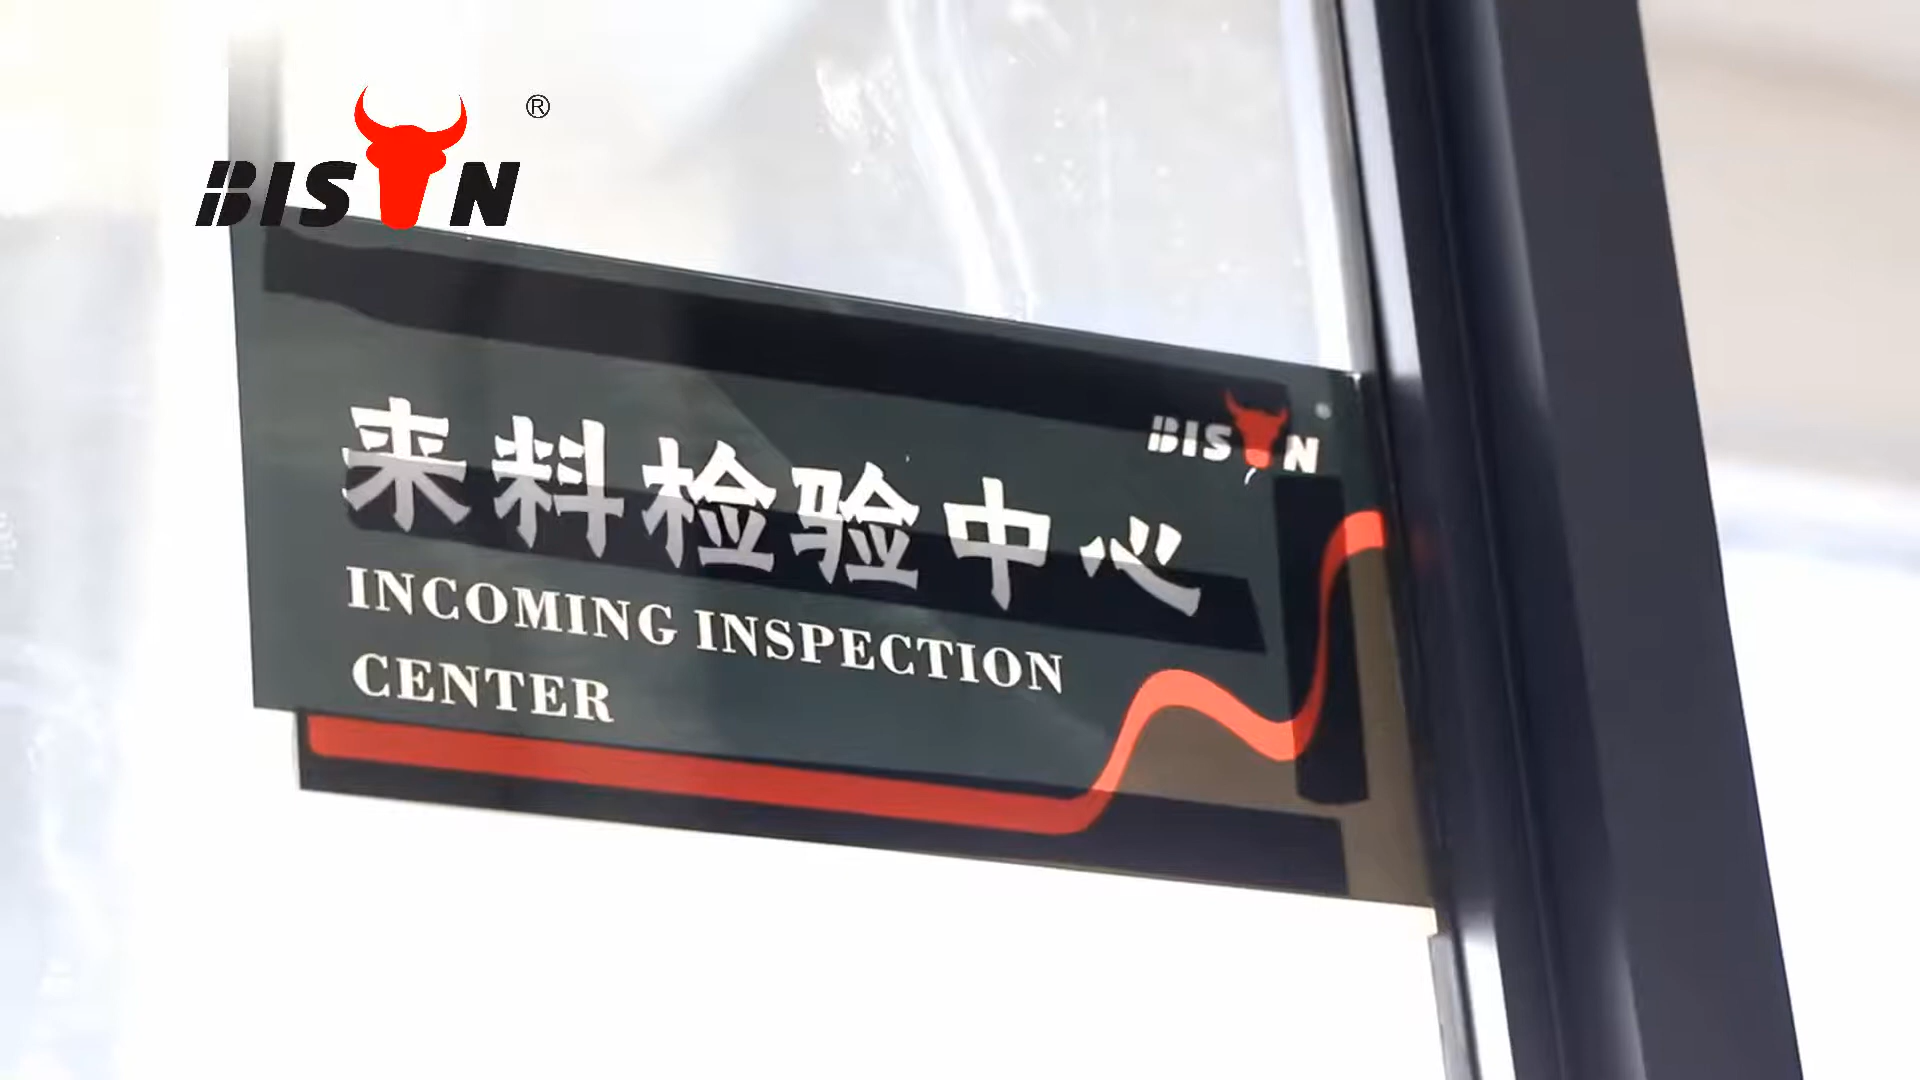 BISON®
BISON®
来料检验中心
INCOMING INSPECTION
CENTER